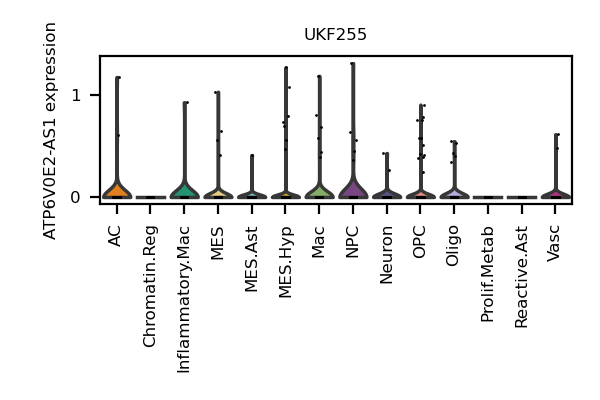 UKF255
ATP6V0E2-AS1 expression
1
0
AC
Chromatin.Reg
Inflammatory.Mac
MES
MES.Ast
MES.Hyp
Mac
NPC
Neuron
OPC
Oligo
Prolif.Metab
Reactive.Ast
Vasc